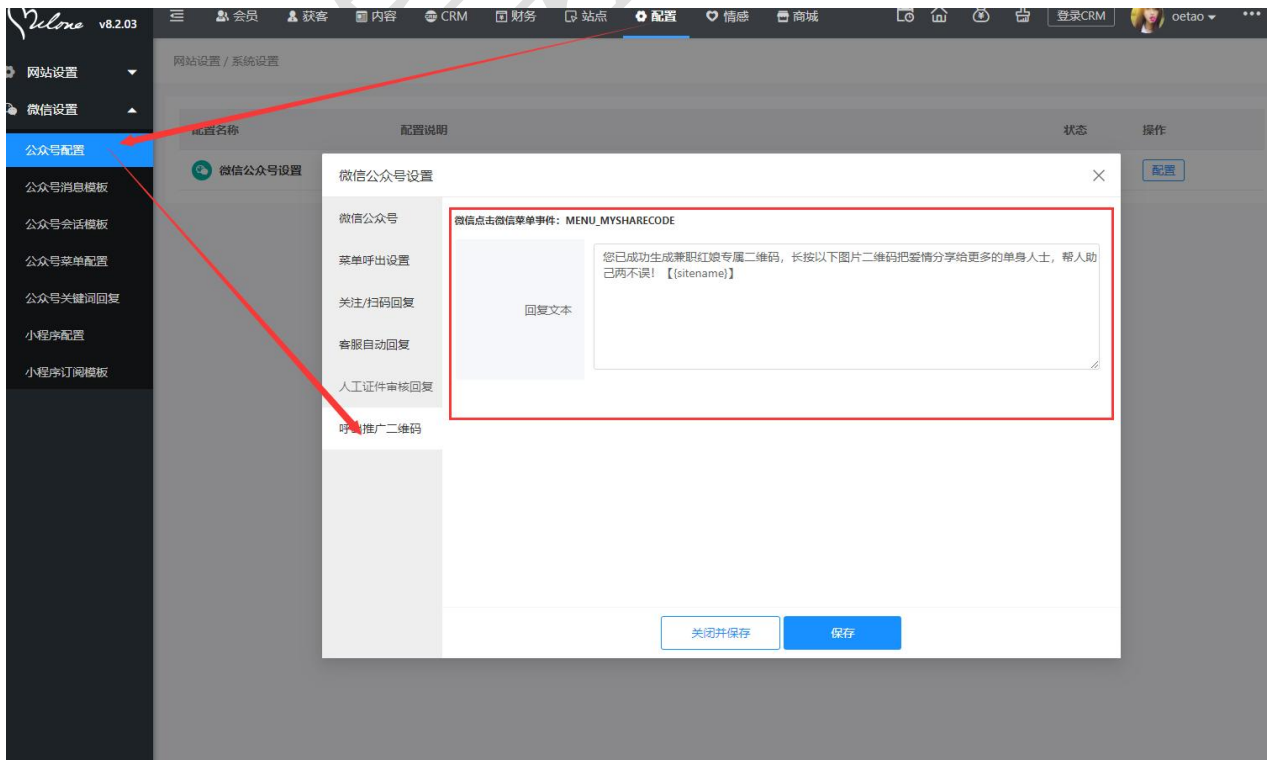 v8.2.03
会员
获客
内容
CRM
财务
站点
配置
情感
商城
登录CRM
oetao
网站设置
微信设置
公众号配置
公众号消息模板
公众号会话模板
公众号菜单配置
公众号关键词回复
小程序配置
小程序订阅模板
网站设置 / 系统设置
配置名称
配置说明
状态
操作
微信公众号设置
配置
微信公众号设置
微信公众号
菜单呼出设置
关注/扫码回复
客服自动回复
人工证件审核回复
呼出推广二维码
微信点击微信菜单事件：MENU_MYSHARECODE
回复文本
您已成功生成兼职红娘专属二维码，长按以下图片二维码把爱情分享给更多的单身人士，帮人助
己两不误！【{sitename}】
关闭并保存
保存